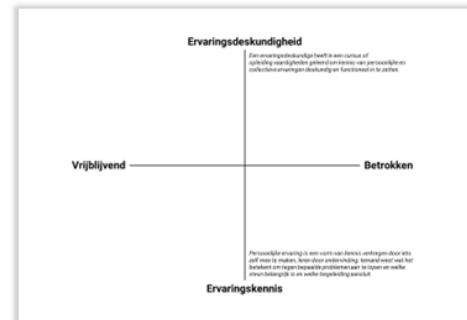 Ervaringsdeskundigheid
Een ervaringsdeskundige heeft in een cursus of
opleiding vaardigheden geleerd om kennis van persoonlijke en
collectieve ervaringen deskundig en functioneel in te zetten.
Vrijblijvend
Betrokken
Persoonlijke ervaring is een vorm van kennis verkregen door iets
zelf mee te maken, leren door ondervinding. Iemand weet wat het
betekent om tegen bepaalde problemen aan te lopen en welke
steun belangrijk is en welke begeleiding aansluit.
Ervaringskennis